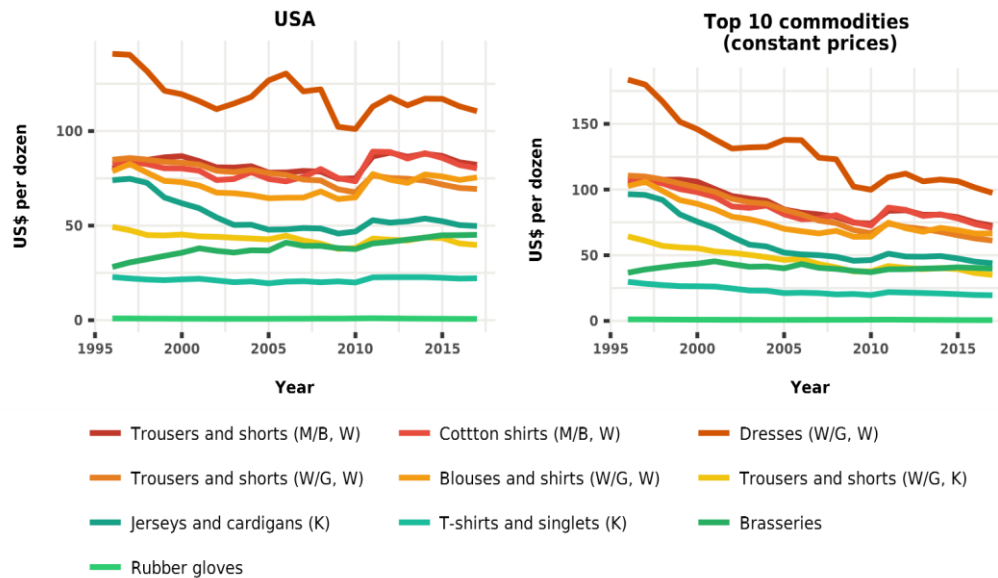 USA
Top 10 commodities
(constant prices)
US$ per dozen
100
50
0
1995
2000
2005
2010
2015
Year
US$ per dozen
150
100
50
0
1995
2000
2005
2010
2015
Year
Trousers and shorts (M/B, W)
Cottton shirts (M/B, W)
Dresses (W/G, W)
Trousers and shorts (W/G, W)
Blouses and shirts (W/G, W)
Trousers and shorts (W/G, K)
Jerseys and cardigans (K)
T-shirts and singlets (K)
Brasseries
Rubber gloves